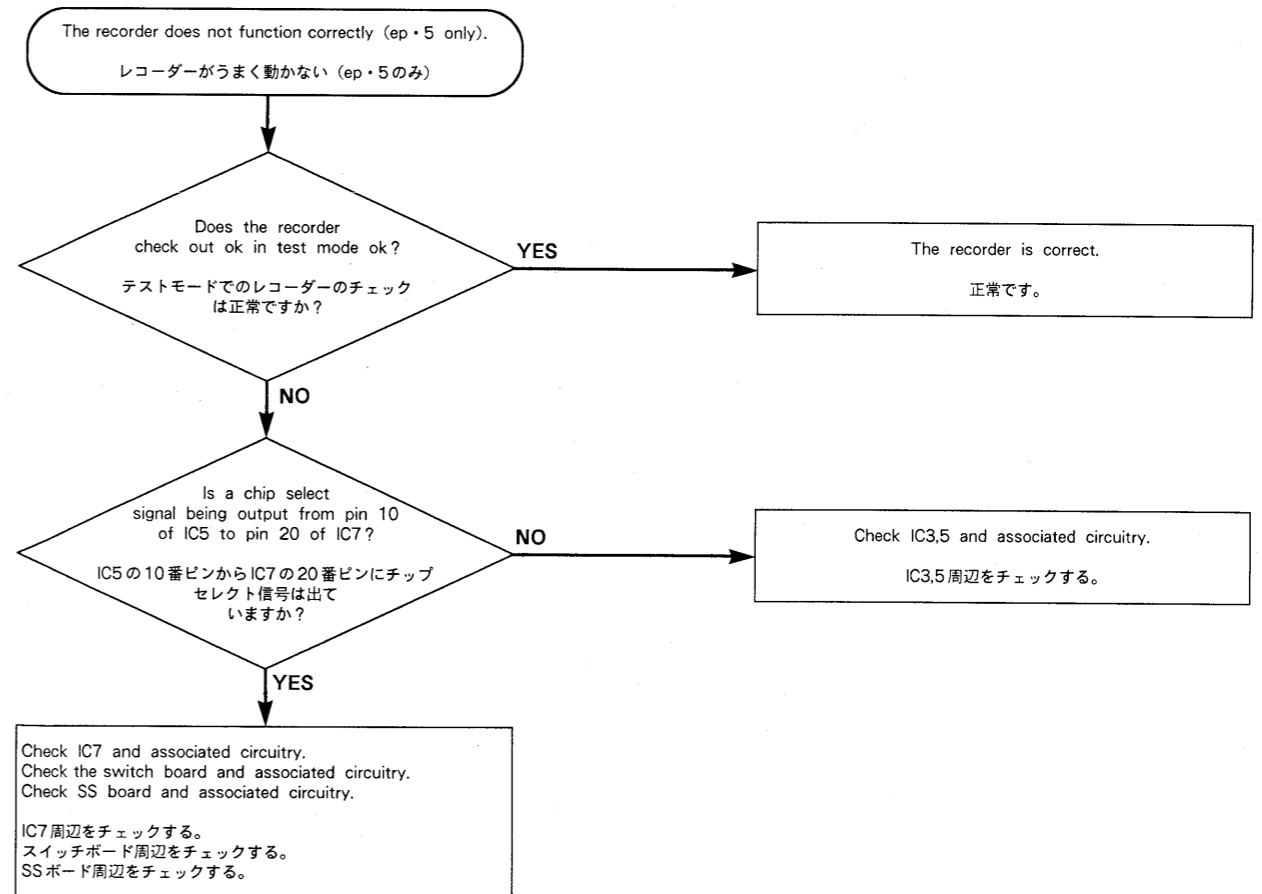 The recorder does not function correctly (ep・5 only).
レコーダーがうまく動かない（ep・5のみ）
Does the recorder
check out ok in test mode ok?
テストモードでのレコーダーのチェック
は正常ですか？
YES
The recorder is correct.
正常です。
NO
Is a chip select
signal being output from pin 10
of IC5 to pin 20 of IC7?
IC5の10番ピンからIC7の20番ピンにチップ
セレクト信号は出て
いますか？
NO
Check IC3,5 and associated circuitry.
IC3,5周辺をチェックする。
YES
Check IC7 and associated circuitry.
Check the switch board and associated circuitry.
Check SS board and associated circuitry.
IC7周辺をチェックする。
スイッチボード周辺をチェックする。
SSボード周辺をチェックする。